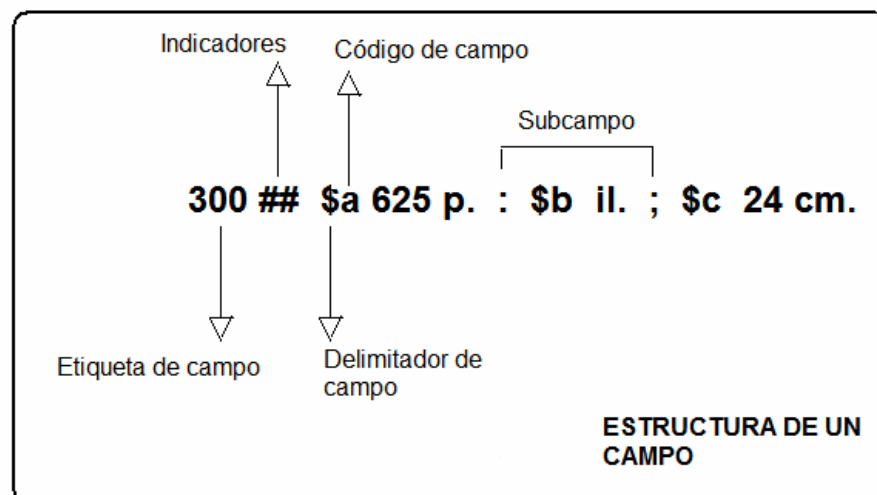 Indicadores
Código de campo
Subcampo
300 ## $a 625 p. : $b il. ; $c 24 cm.
Etiqueta de campo
Delimitador de
campo
ESTRUCTURA DE UN
CAMPO